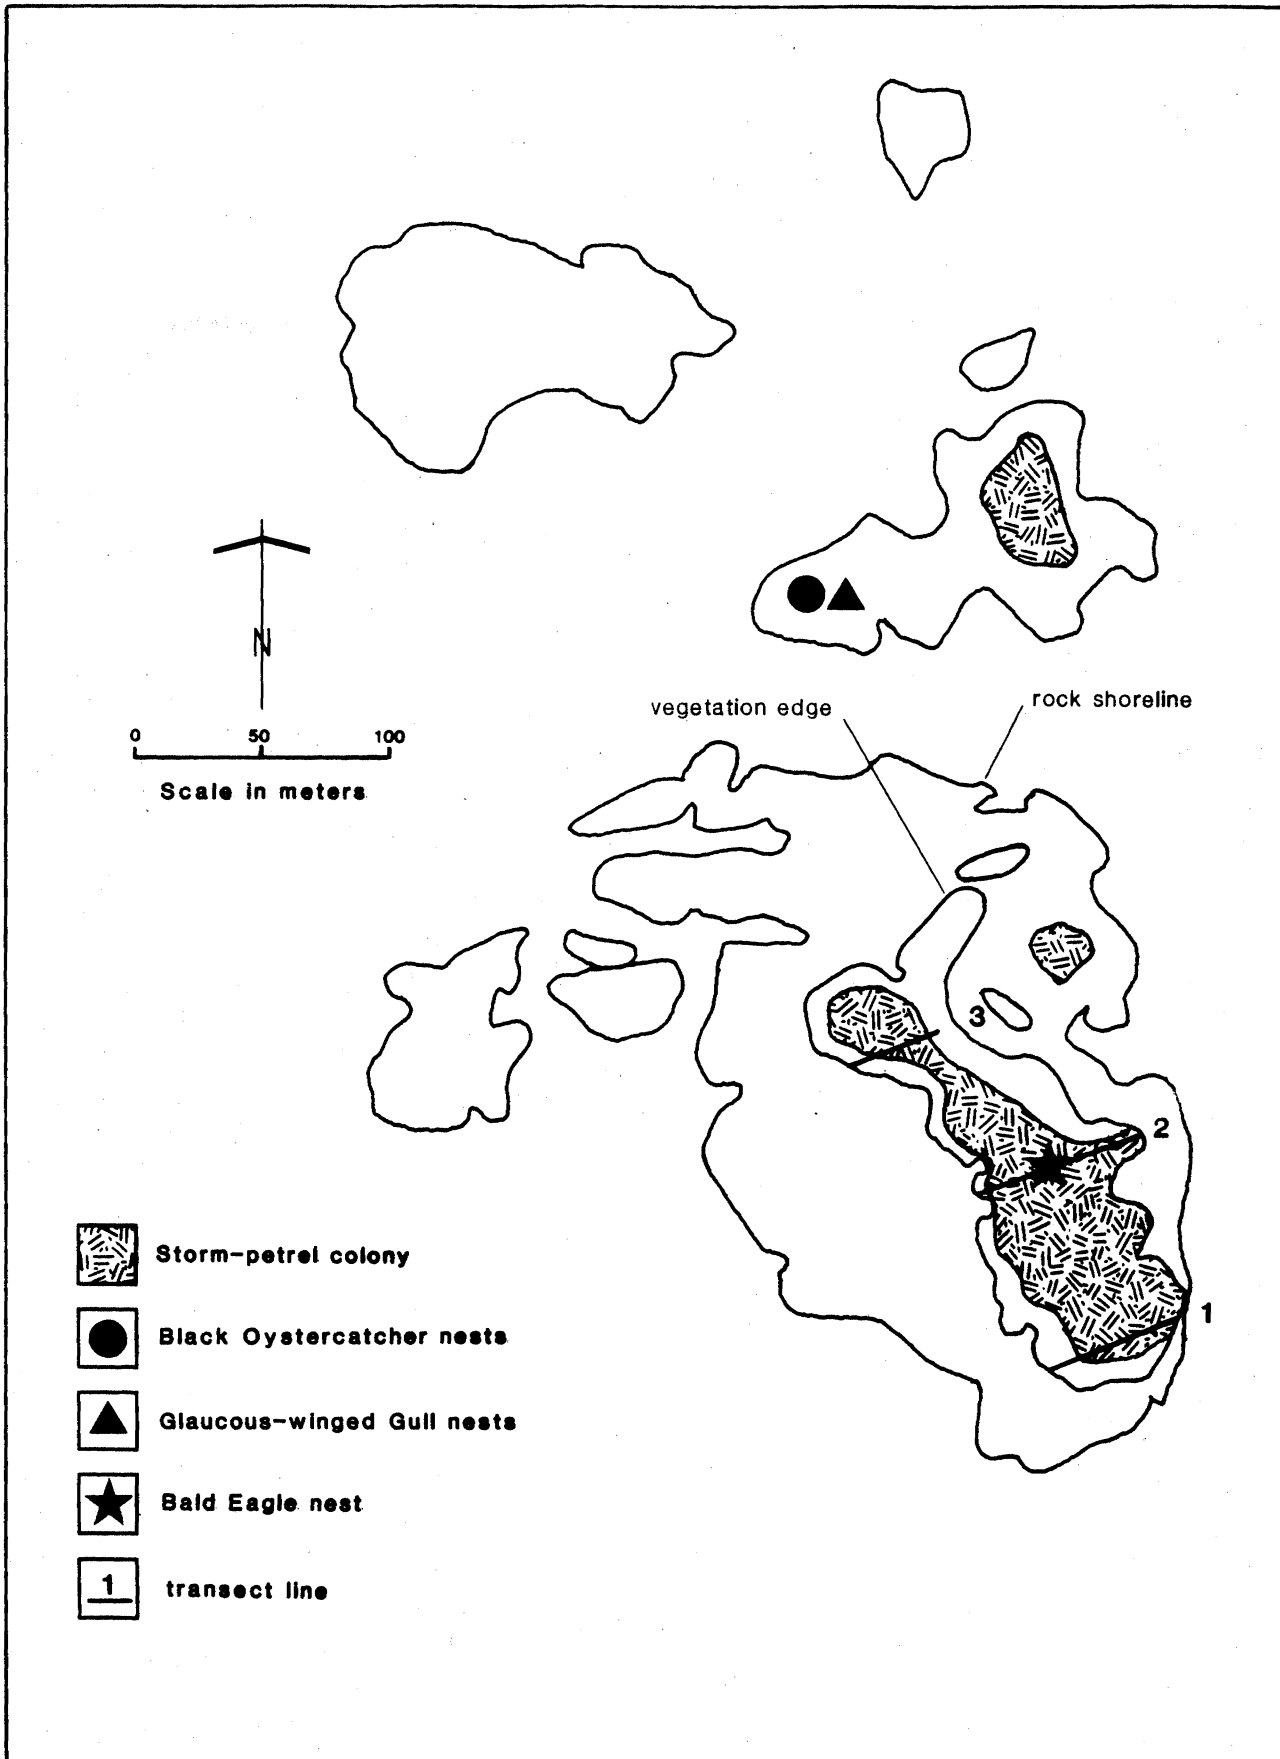 N
0 50 100
Scale in meters
vegetation edge
rock shoreline
3
2
1
Storm-petrel colony
Black Oystercatcher nests
Glaucous-winged Gull nests
Bald Eagle nest
1 transect line